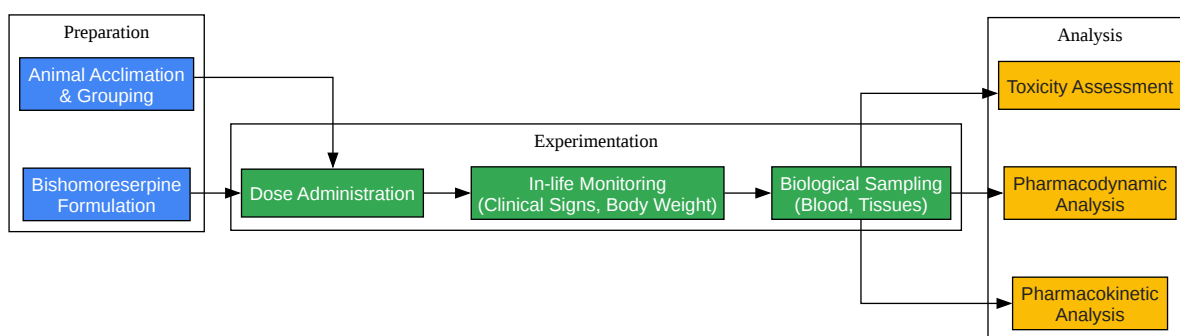 Preparation
Animal Acclimation
& Grouping
Bishomoreserpine
Formulation
Experimentation
Dose Administration
In-life Monitoring
(Clinical Signs, Body Weight)
Biological Sampling
(Blood, Tissues)
Analysis
Toxicity Assessment
Pharmacodynamic
Analysis
Pharmacokinetic
Analysis